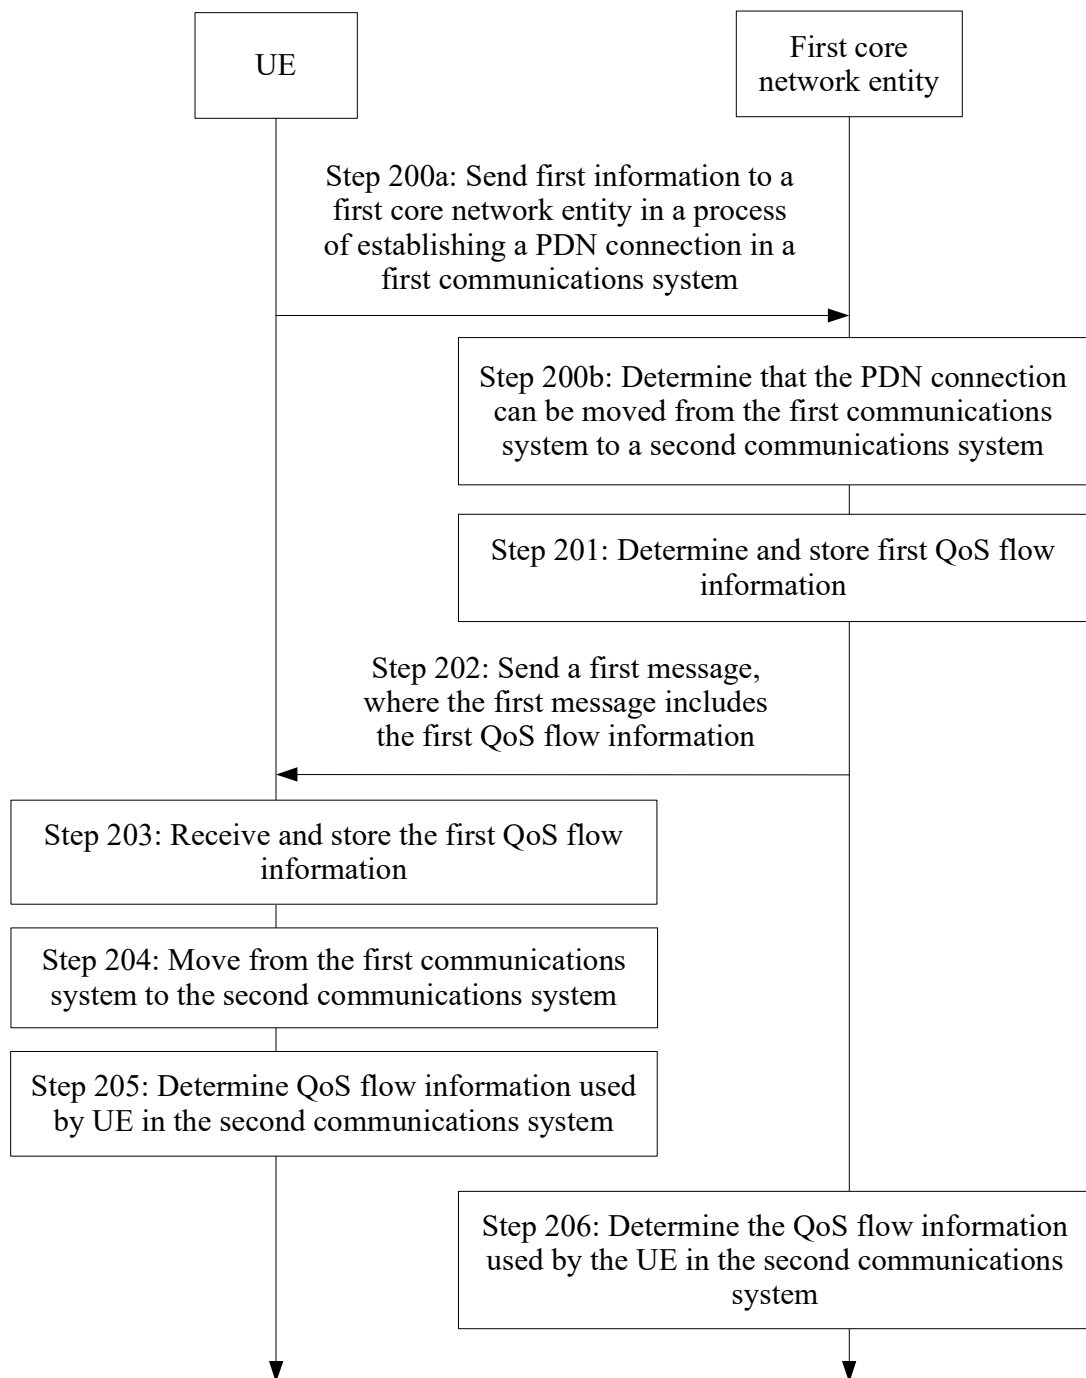 UE
First core
network entity
Step 200a: Send first information to a
first core network entity in a process
of establishing a PDN connection in a
first communications system
Step 200b: Determine that the PDN connection
can be moved from the first communications
system to a second communications system
Step 201: Determine and store first QoS flow
information
Step 202: Send a first message,
where the first message includes
the first QoS flow information
Step 203: Receive and store the first QoS flow
information
Step 204: Move from the first communications
system to the second communications system
Step 205: Determine QoS flow information used
by UE in the second communications system
Step 206: Determine the QoS flow information
used by the UE in the second communications
system